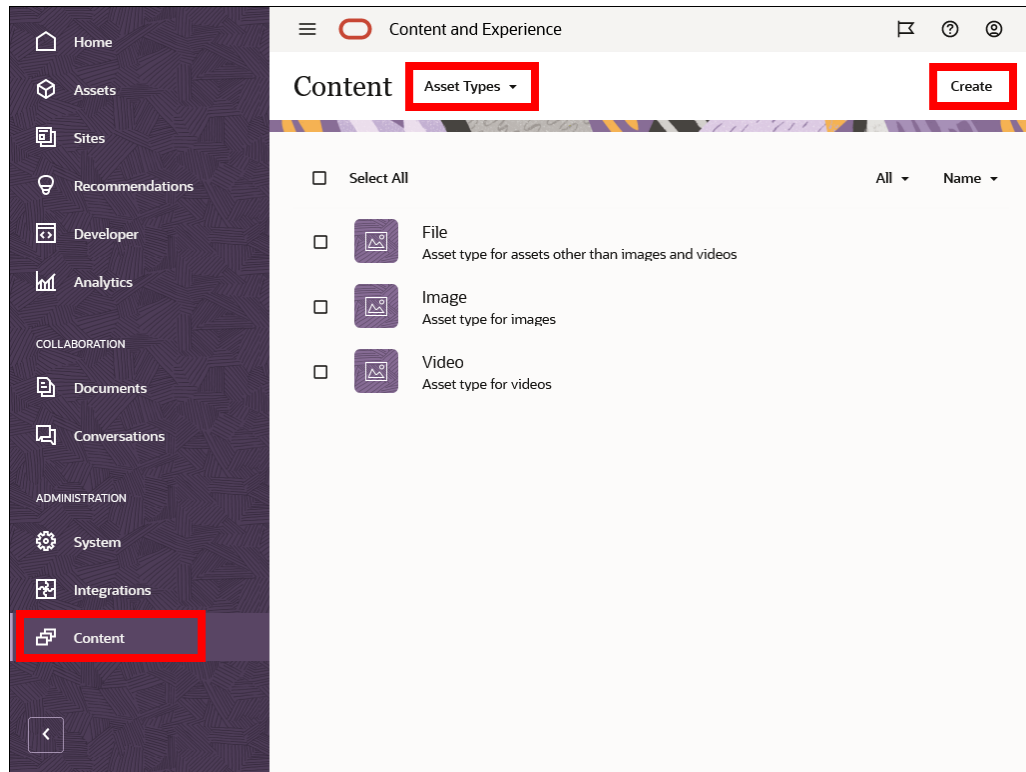 Home
Assets
Sites
Recommendations
Developer
Analytics
COLLABORATION
Documents
Conversations
ADMINISTRATION
System
Integrations
Content
Content and Experience
Content Asset Types Create
Select All All Name
File
Asset type for assets other than images and videos
Image
Asset type for images
Video
Asset type for videos